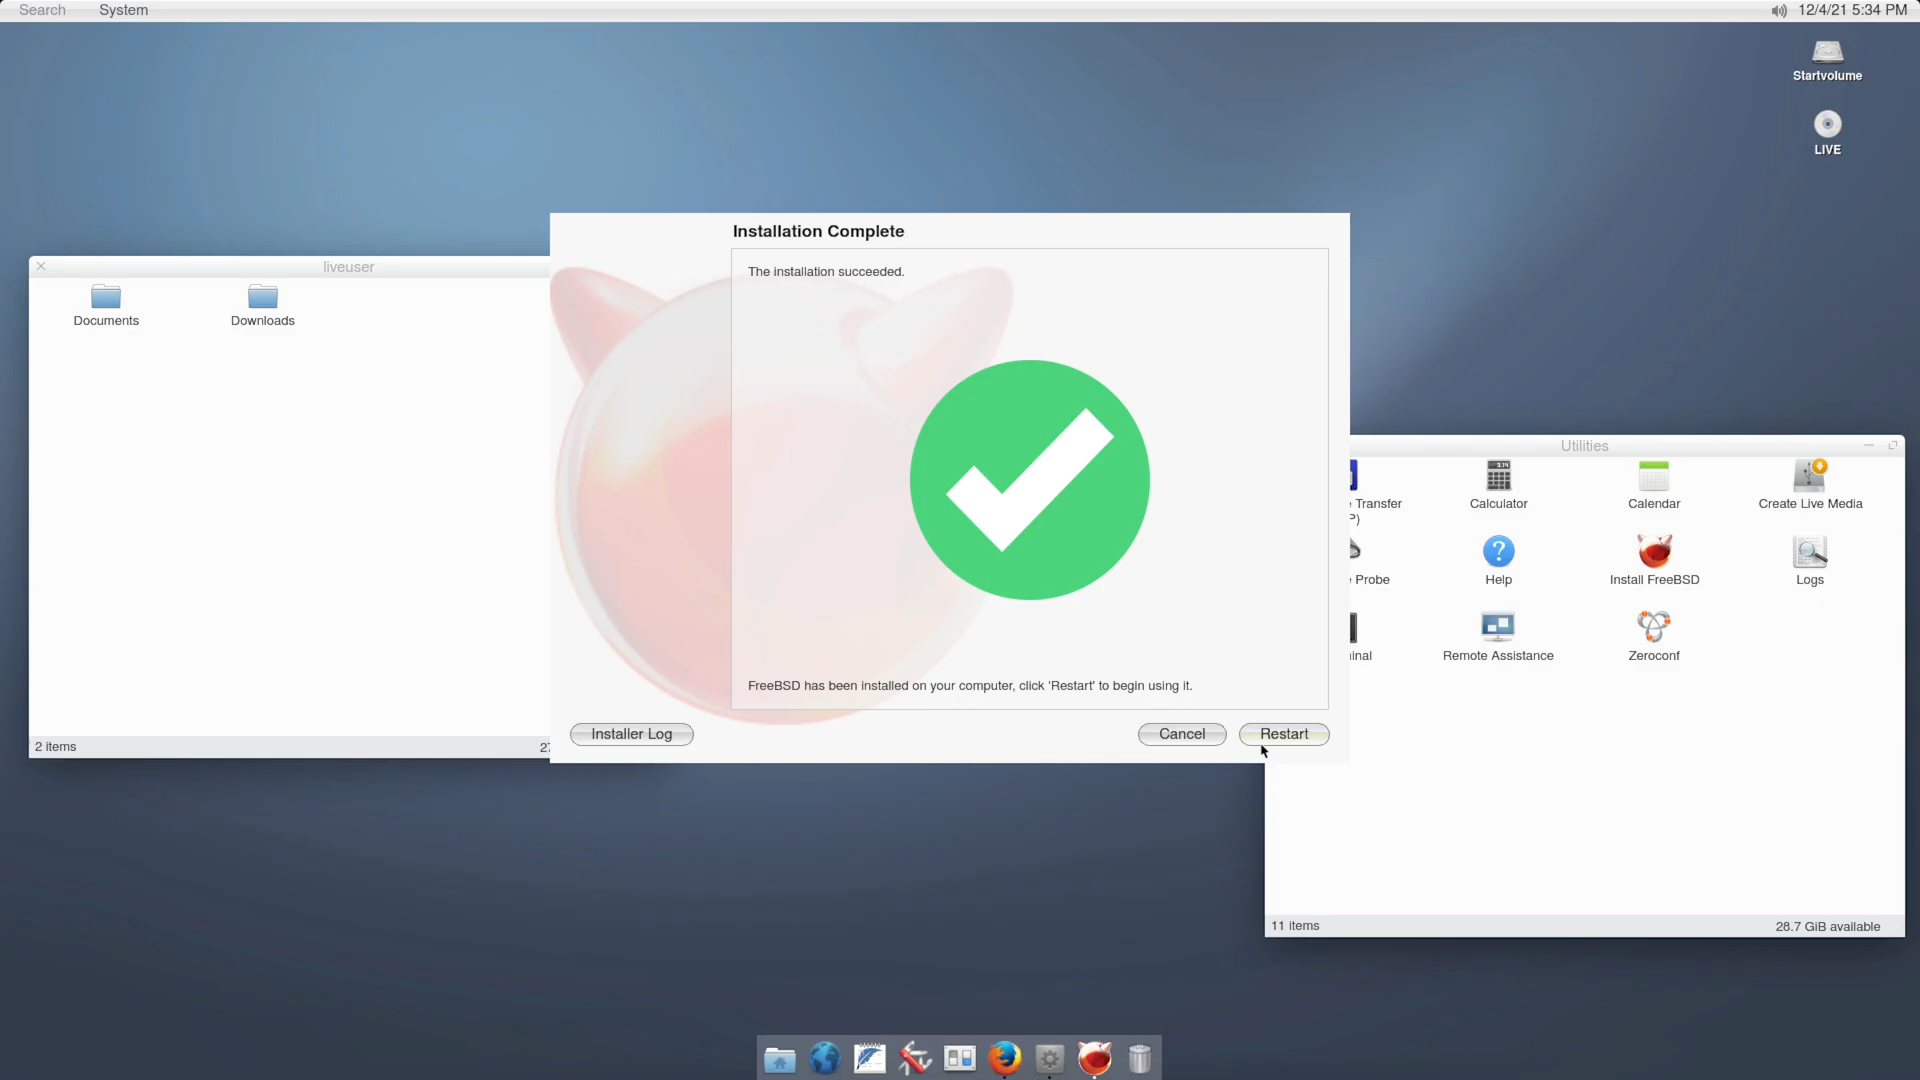 Search System 12/4/21 5:34 PM
Startvolume
LIVE
liveuser
Documents Downloads
2 items
Installation Complete
The installation succeeded.
FreeBSD has been installed on your computer, click 'Restart' to begin using it.
Installer Log Cancel Restart
Utilities
Transfer Calculator Calendar Create Live Media
P)
Probe Help Install FreeBSD Logs
inal Remote Assistance Zeroconf
11 items 28.7 GiB available